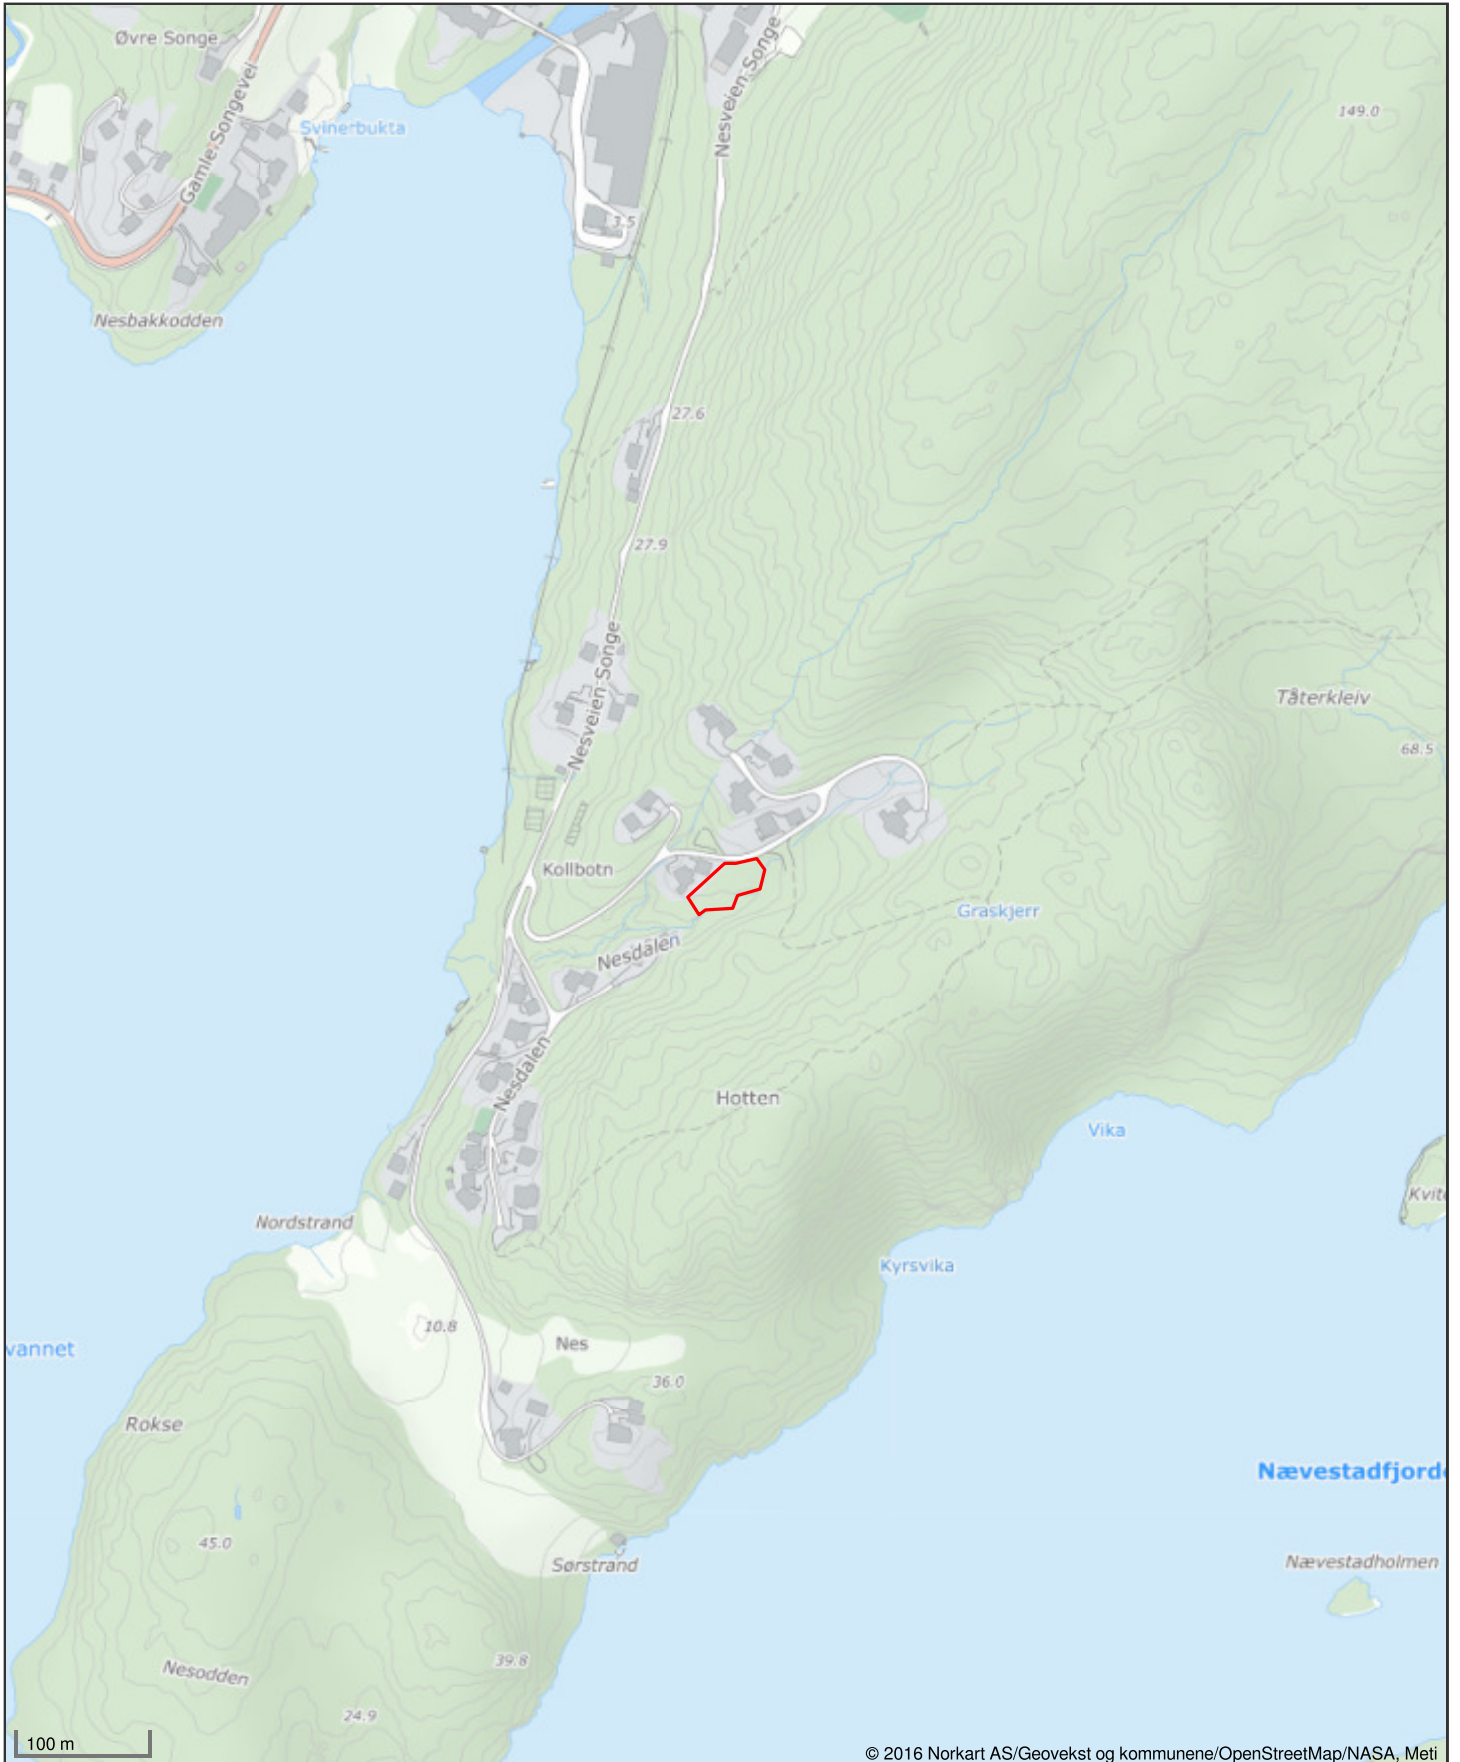 Øvre Songe
Nesveien Songe
149.0
Gamle Songevei
Svinerbukta
3.5
Nesbakkodden
27.6
27.9
Nesveien Songe
Tåterkleiv
68.5
Kollbotn
Graskjerr
Nesdalen
Nesdalen
Hotten
Vika
Kvit
Nordstrand
Kyrsvika
10.8
Nes
vannet
36.0
Rokse
Nævestadfjord
45.0
Sørstrand
Nævestadholmen
39.8
Nesodden
24.9
100 m
© 2016 Norkart AS/Geovekst og kommunene/OpenStreetMap/NASA, Meti